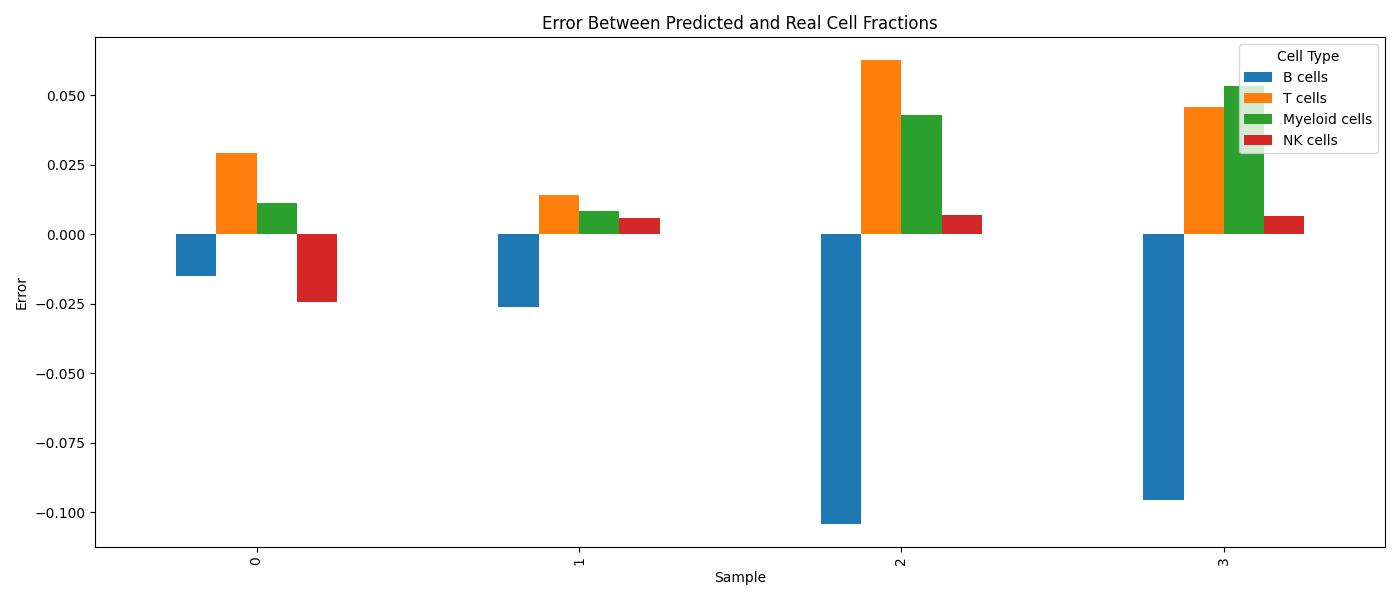 Error Between Predicted and Real Cell Fractions
Cell Type
B cells
T cells
Myeloid cells
NK cells
0.050
0.025
0.000
−0.025
−0.050
−0.075
−0.100
Error
0
1
2
3
Sample